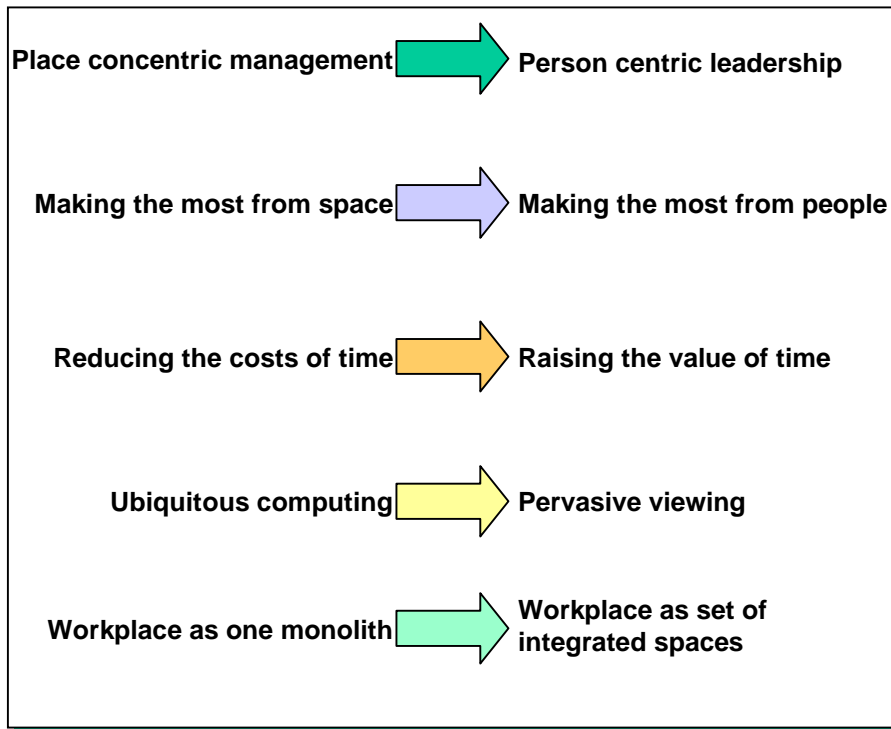 Place concentric management
Person centric leadership
Making the most from space
Making the most from people
Reducing the costs of time
Raising the value of time
Ubiquitous computing
Pervasive viewing
Workplace as one monolith
Workplace as set of
integrated spaces